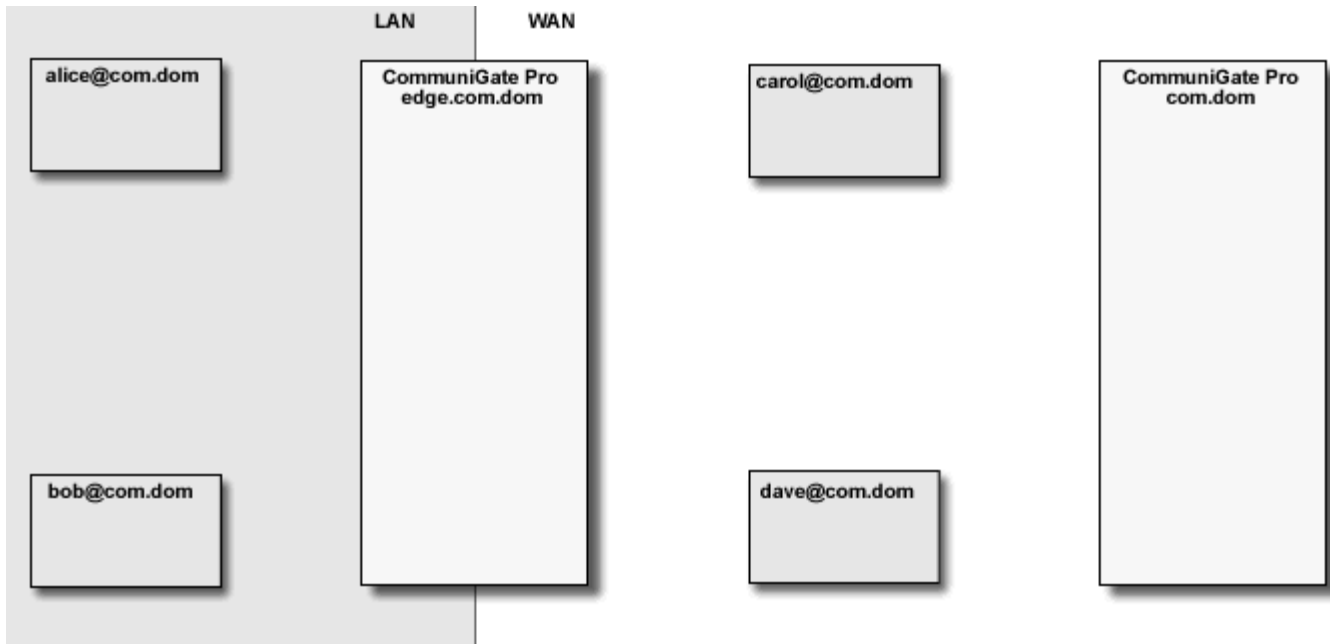 LAN
WAN
alice@com.dom
CommuniGate Pro
edge.com.dom
carol@com.dom
CommuniGate Pro
com.dom
bob@com.dom
dave@com.dom